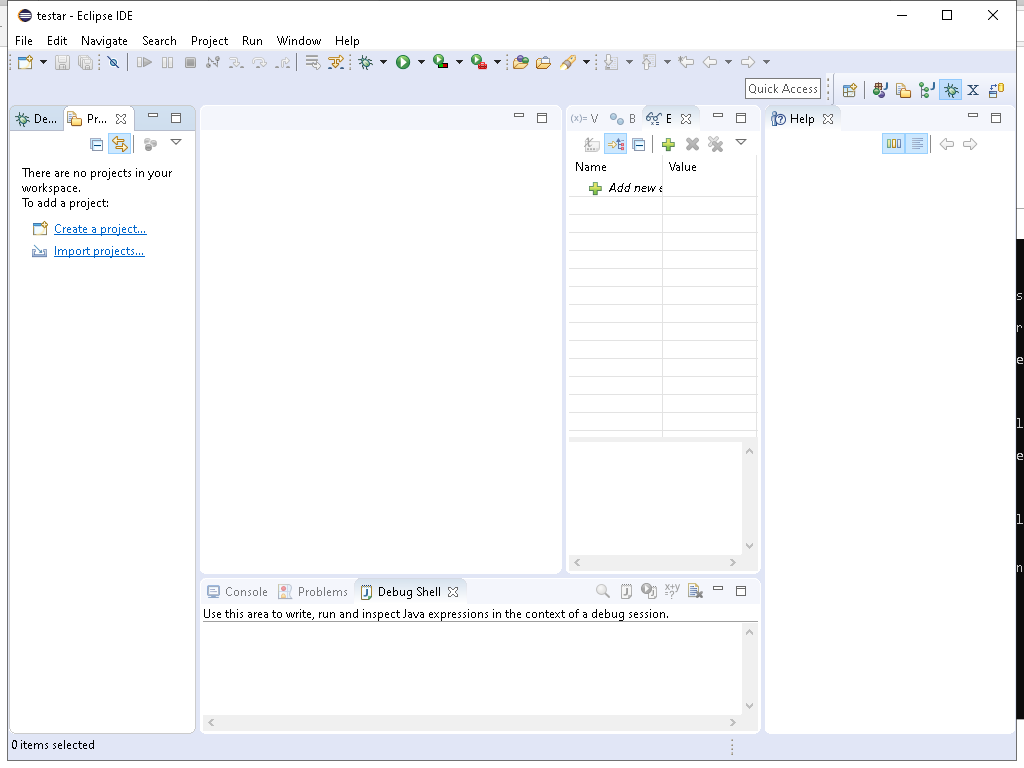 testar - Eclipse IDE
File Edit Navigate Search Project Run Window Help
Quick Access
De... Pr...
(x)= V B E
Help
There are no projects in your
workspace.
To add a project:
Create a project...
Import projects...
Name Value
Add new e
Console Problems Debug Shell
Use this area to write, run and inspect Java expressions in the context of a debug session.
0 items selected
s
r
e
l
e
l
n